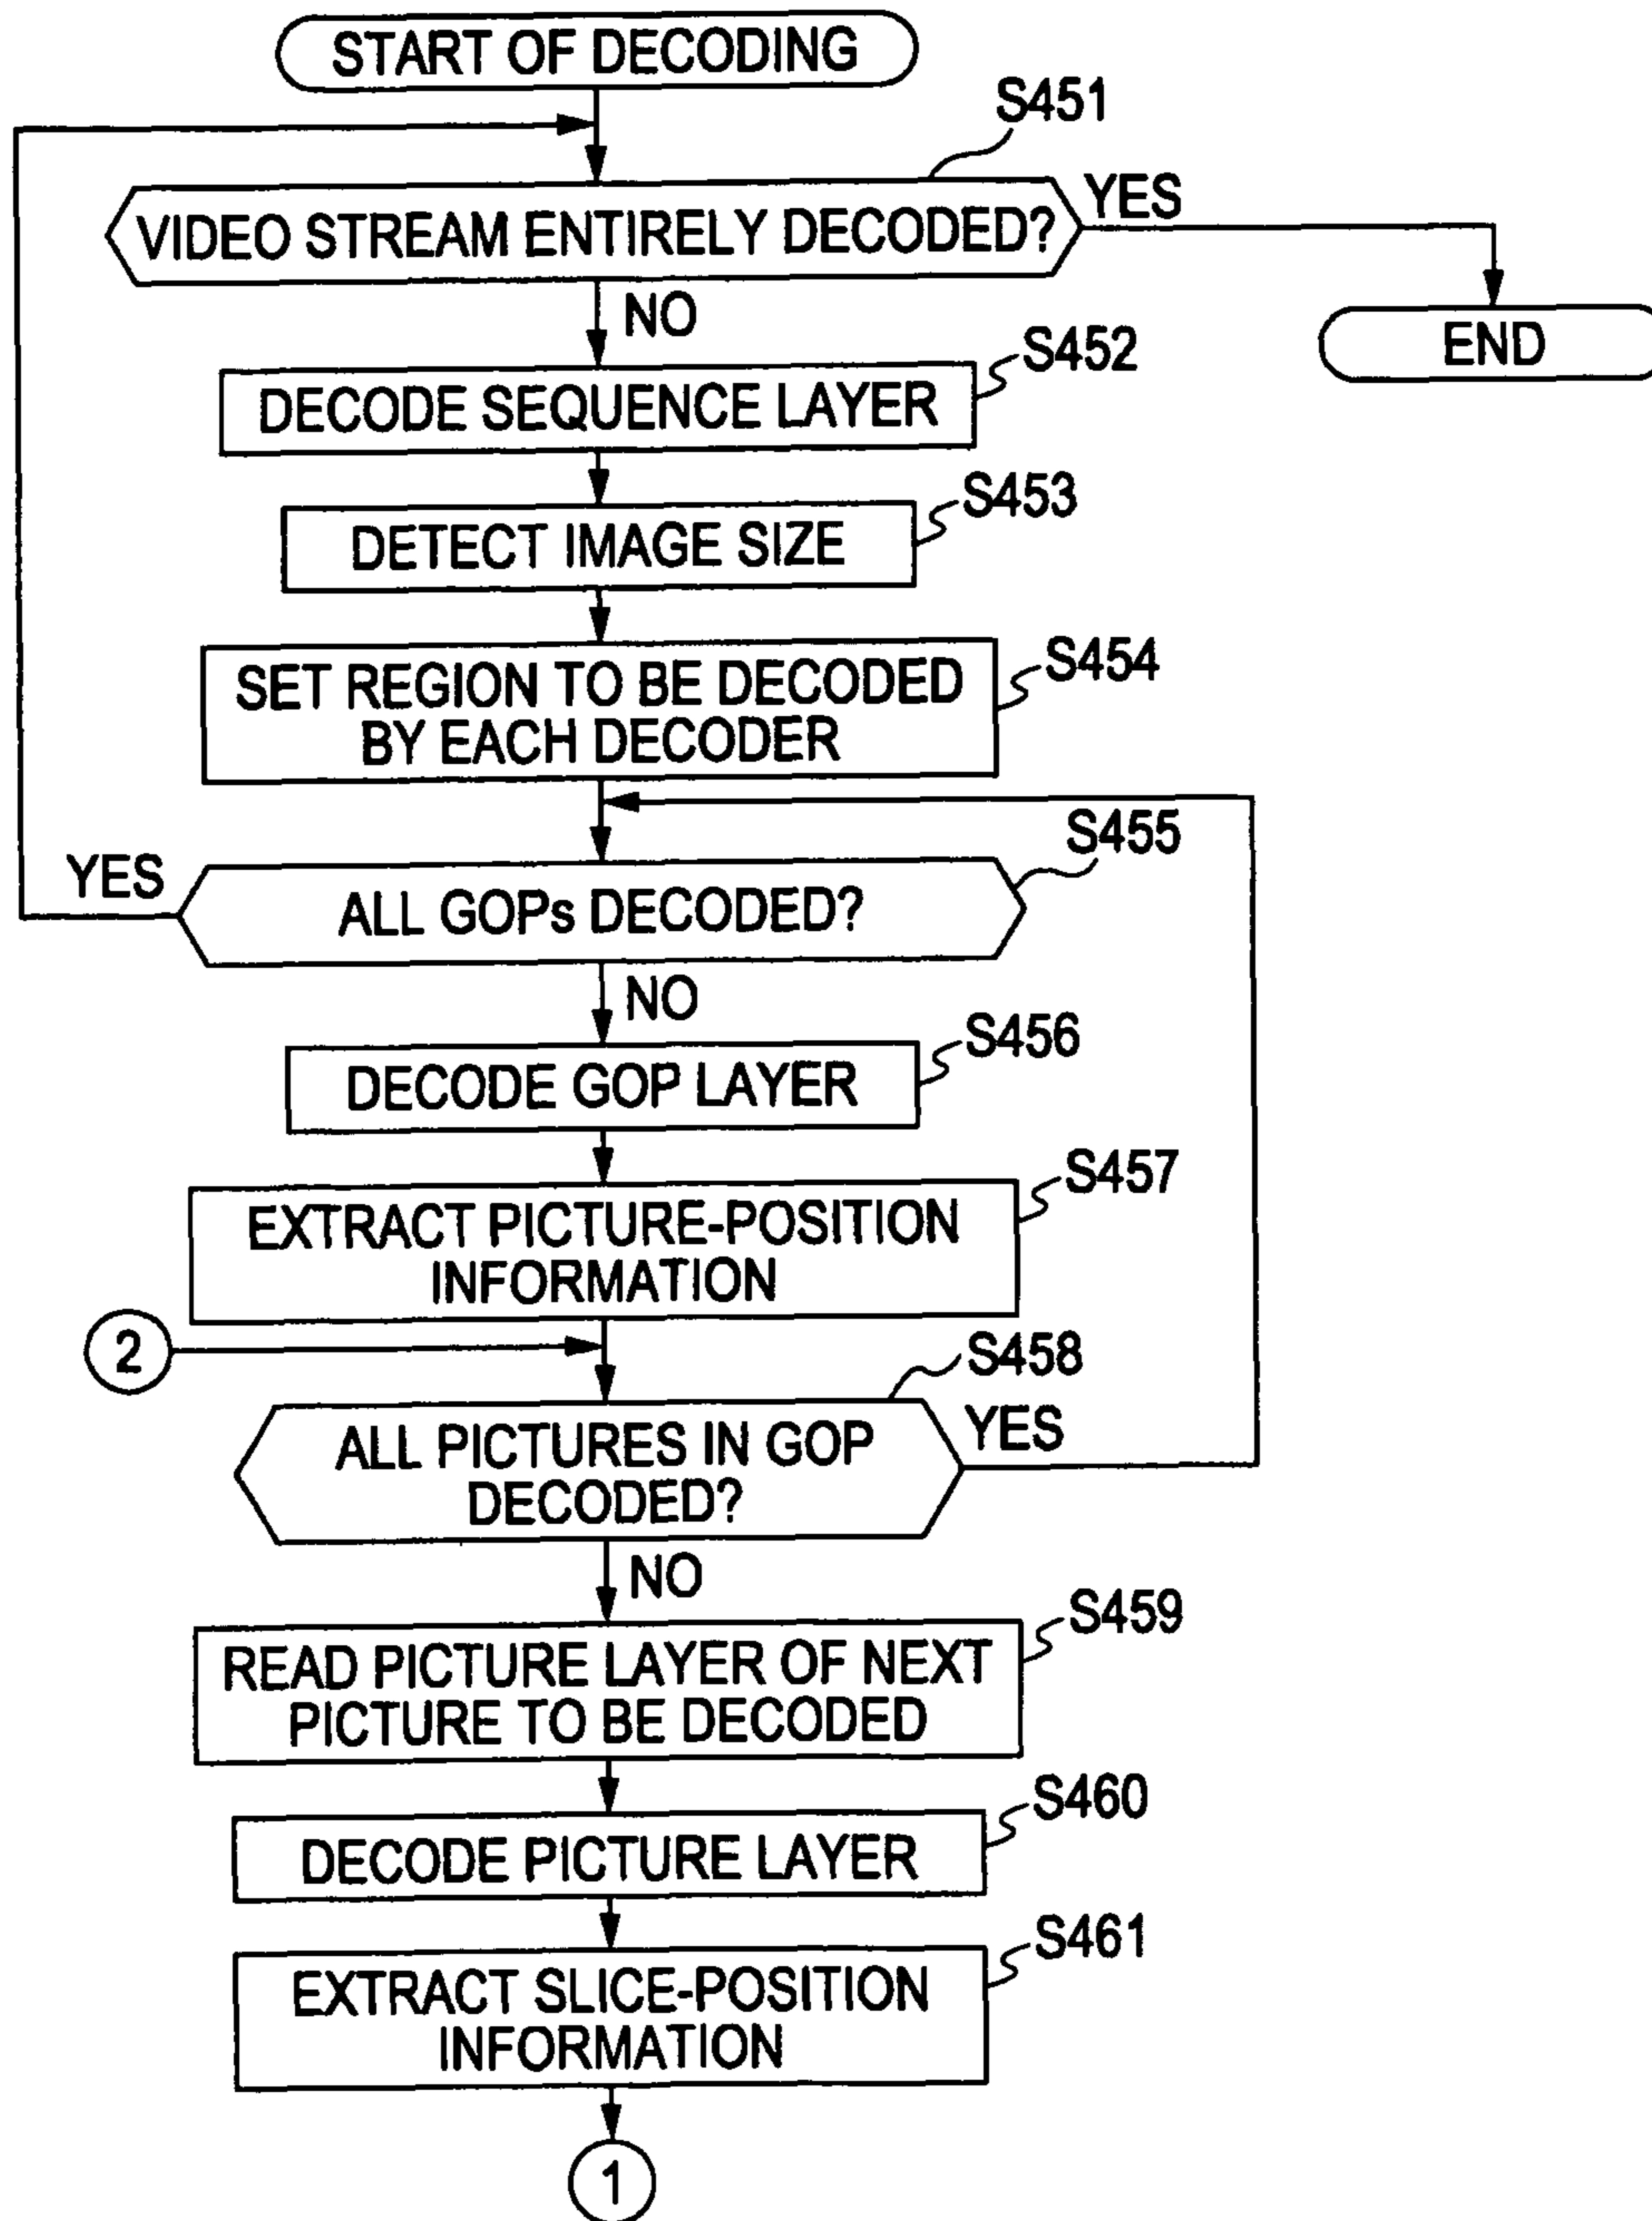 START OF DECODING
S451
VIDEO STREAM ENTIRELY DECODED?
YES
NO
END
S452
DECODE SEQUENCE LAYER
S453
DETECT IMAGE SIZE
S454
SET REGION TO BE DECODED
BY EACH DECODER
S455
YES
ALL GOPs DECODED?
NO
S456
DECODE GOP LAYER
S457
EXTRACT PICTURE-POSITION
INFORMATION
2
S458
ALL PICTURES IN GOP
DECODED?
YES
NO
S459
READ PICTURE LAYER OF NEXT
PICTURE TO BE DECODED
S460
DECODE PICTURE LAYER
S461
EXTRACT SLICE-POSITION
INFORMATION
1